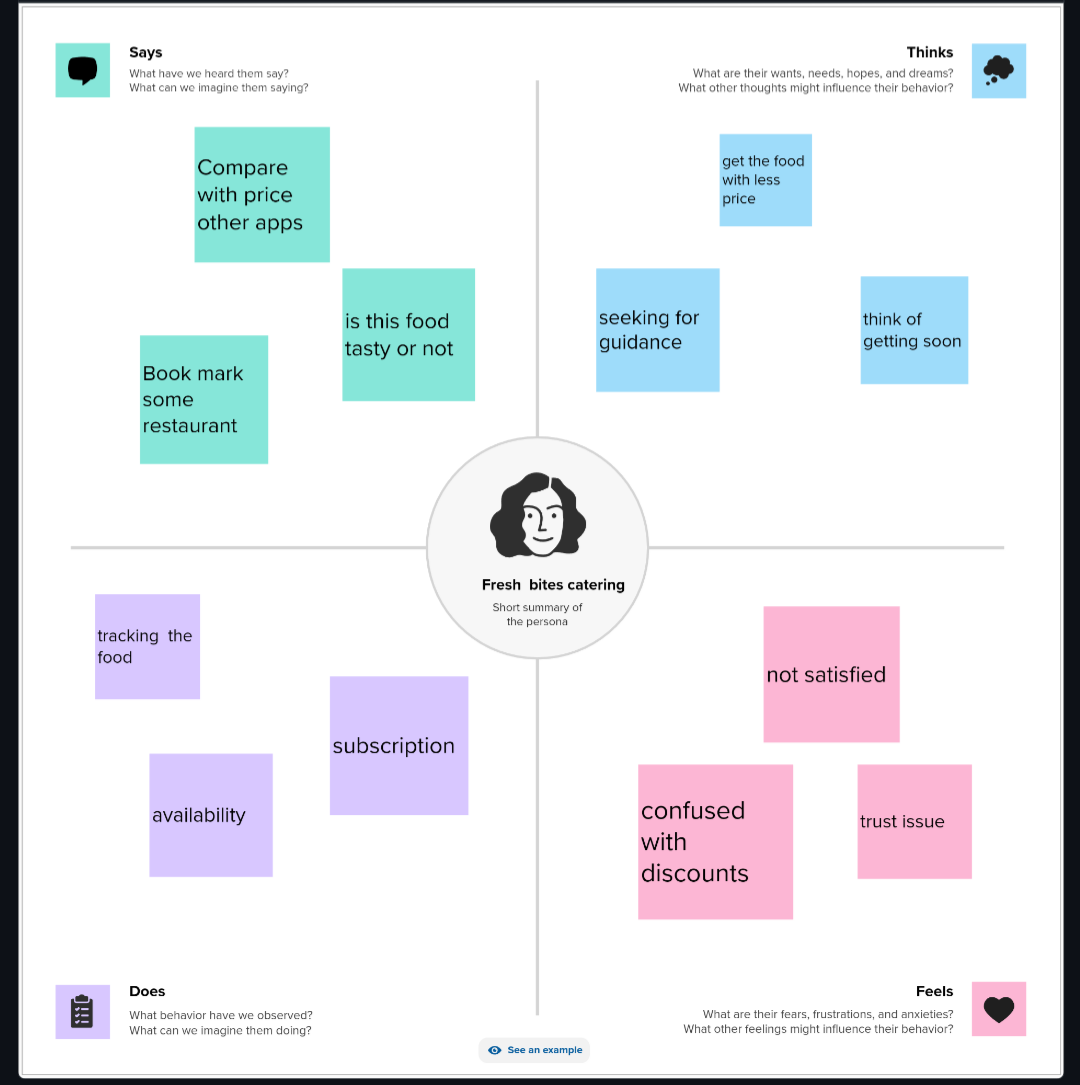 Says
What have we heard them say?
What can we imagine them saying?
Thinks
What are their wants, needs, hopes, and dreams?
What other thoughts might influence their behavior?
Compare
with price
other apps
is this food
tasty or not
Book mark
some
restaurant
get the food
with less
price
seeking for
guidance
think of
getting soon
Fresh  bites catering
Short summary of
the persona
tracking  the
food
subscription
availability
not satisfied
confused
with
discounts
trust issue
Does
What behavior have we observed?
What can we imagine them doing?
Feels
What are their fears, frustrations, and anxieties?
What other feelings might influence their behavior?
See an example